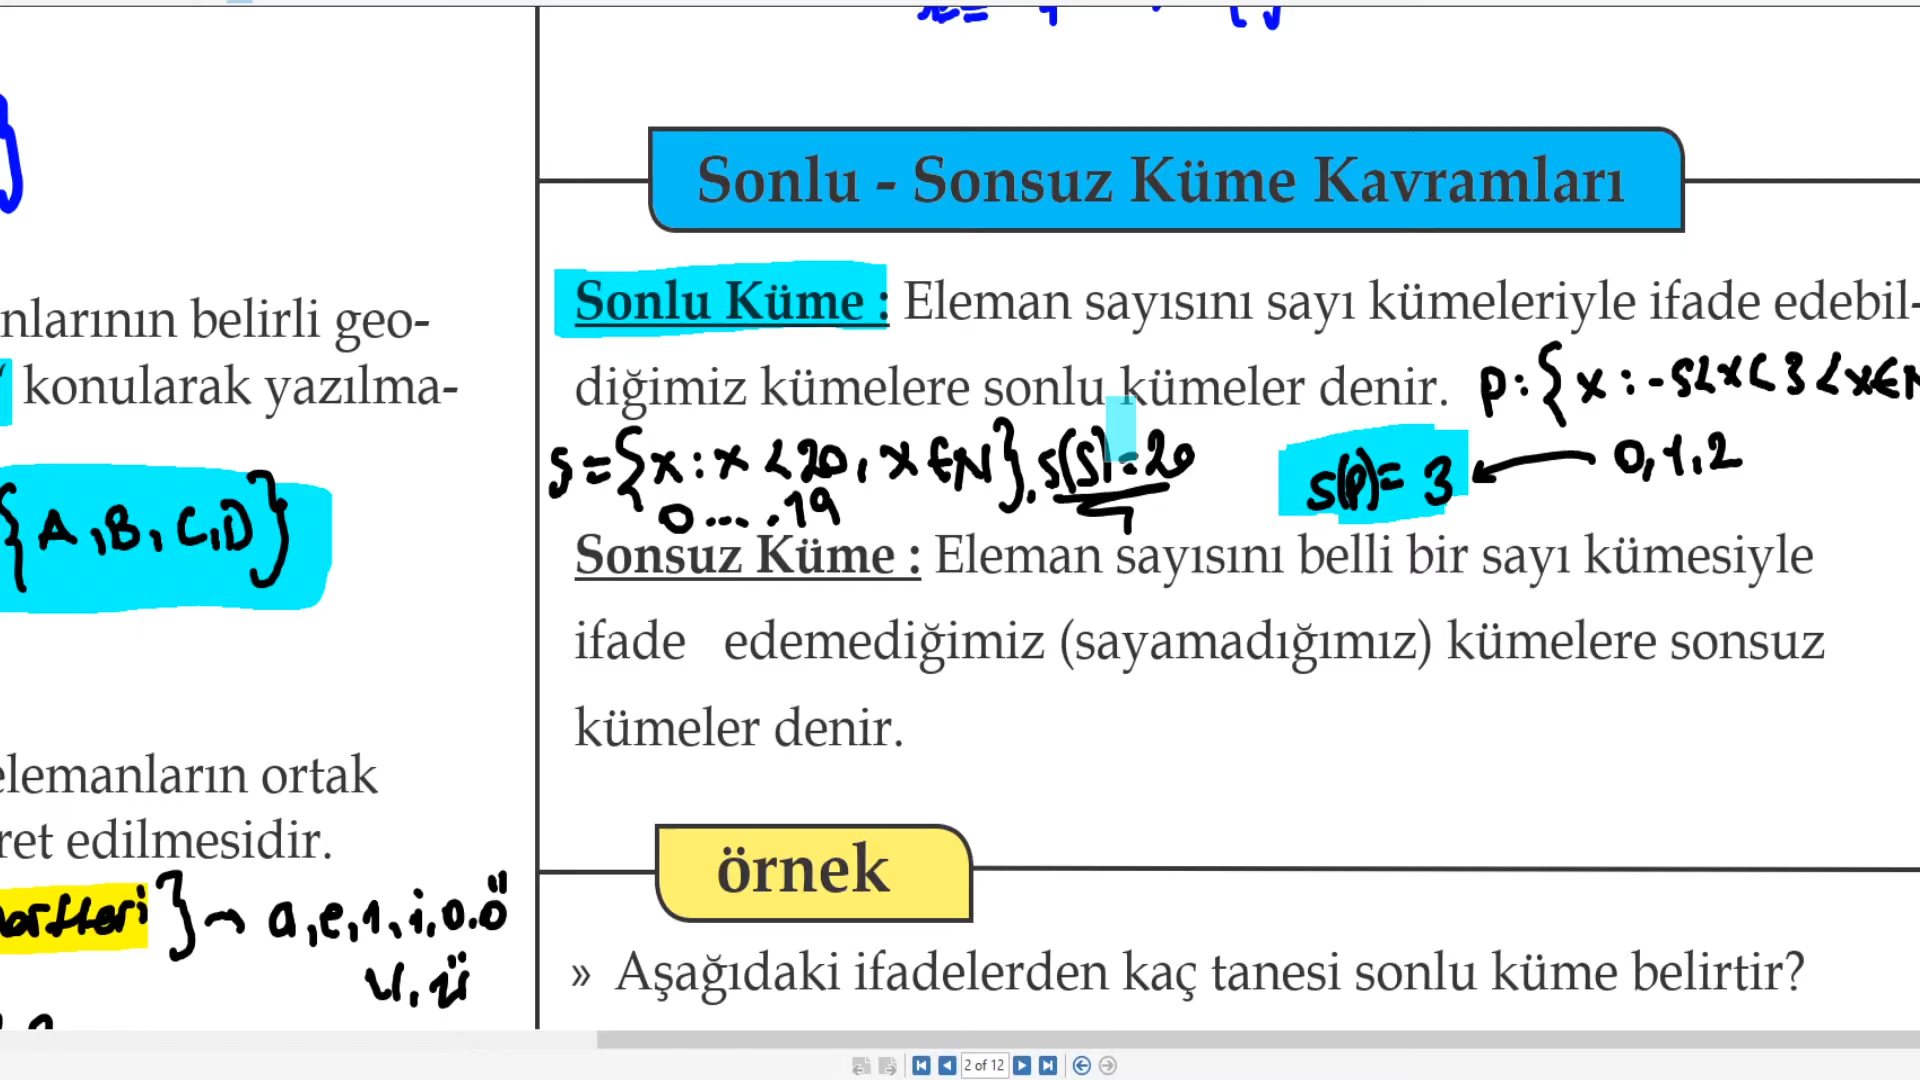 nlarının belirli geo-
konularak yazılma-
{A,B,C,D}
elemanların ortak
ret edilmesidir.
harfleri} → a,e,ı,i,o,ö
u,ü
Sonlu - Sonsuz Küme Kavramları
Sonlu Küme : Eleman sayısını sayı kümeleriyle ifade edebil-
diğimiz kümelere sonlu kümeler denir. P:{x:-5<x<3<x∈N
S={x:x<20,x∈N}. s(S)=20 s(P)=3 ← 0,1,2
0....19
Sonsuz Küme : Eleman sayısını belli bir sayı kümesiyle
ifade edemediğimiz (sayamadığımız) kümelere sonsuz
kümeler denir.
örnek
» Aşağıdaki ifadelerden kaç tanesi sonlu küme belirtir?
2 of 12